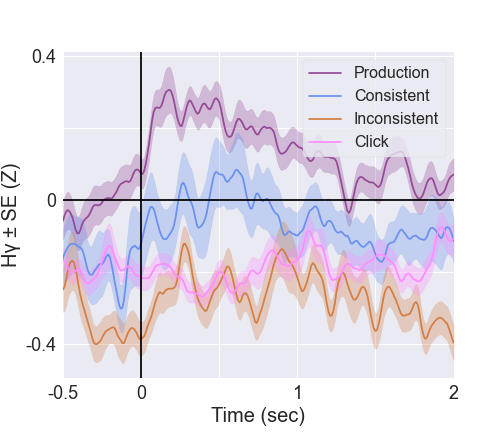 0.4
Production
Consistent
Inconsistent
Click
Hγ ± SE (Z)
0
-0.4
-0.5 0 1 2
Time (sec)